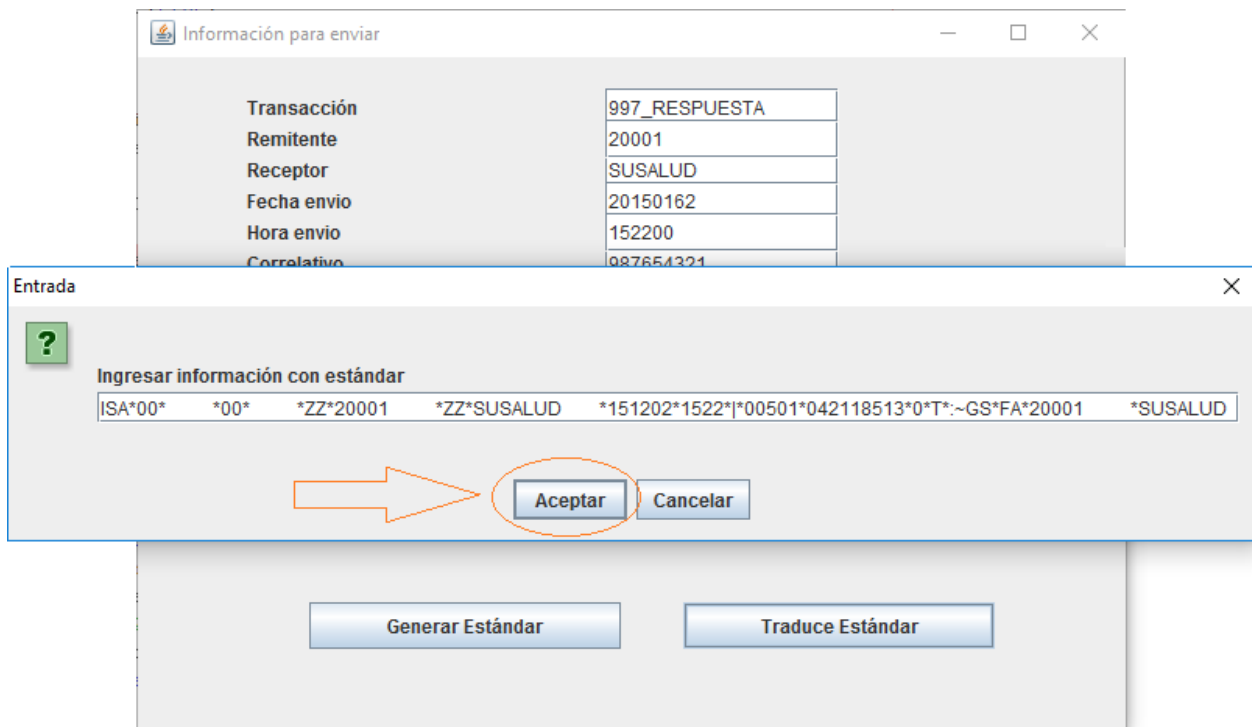 Información para enviar
Transacción 997_RESPUESTA
Remitente 20001
Receptor SUSALUD
Fecha envio 20150162
Hora envio 152200
Correlativo 987654321
Entrada
?
Ingresar información con estándar
ISA*00* *00* *ZZ*20001 *ZZ*SUSALUD *151202*1522*|*00501*042118513*0*T*:~GS*FA*20001 *SUSALUD
Aceptar Cancelar
Generar Estándar Traduce Estándar